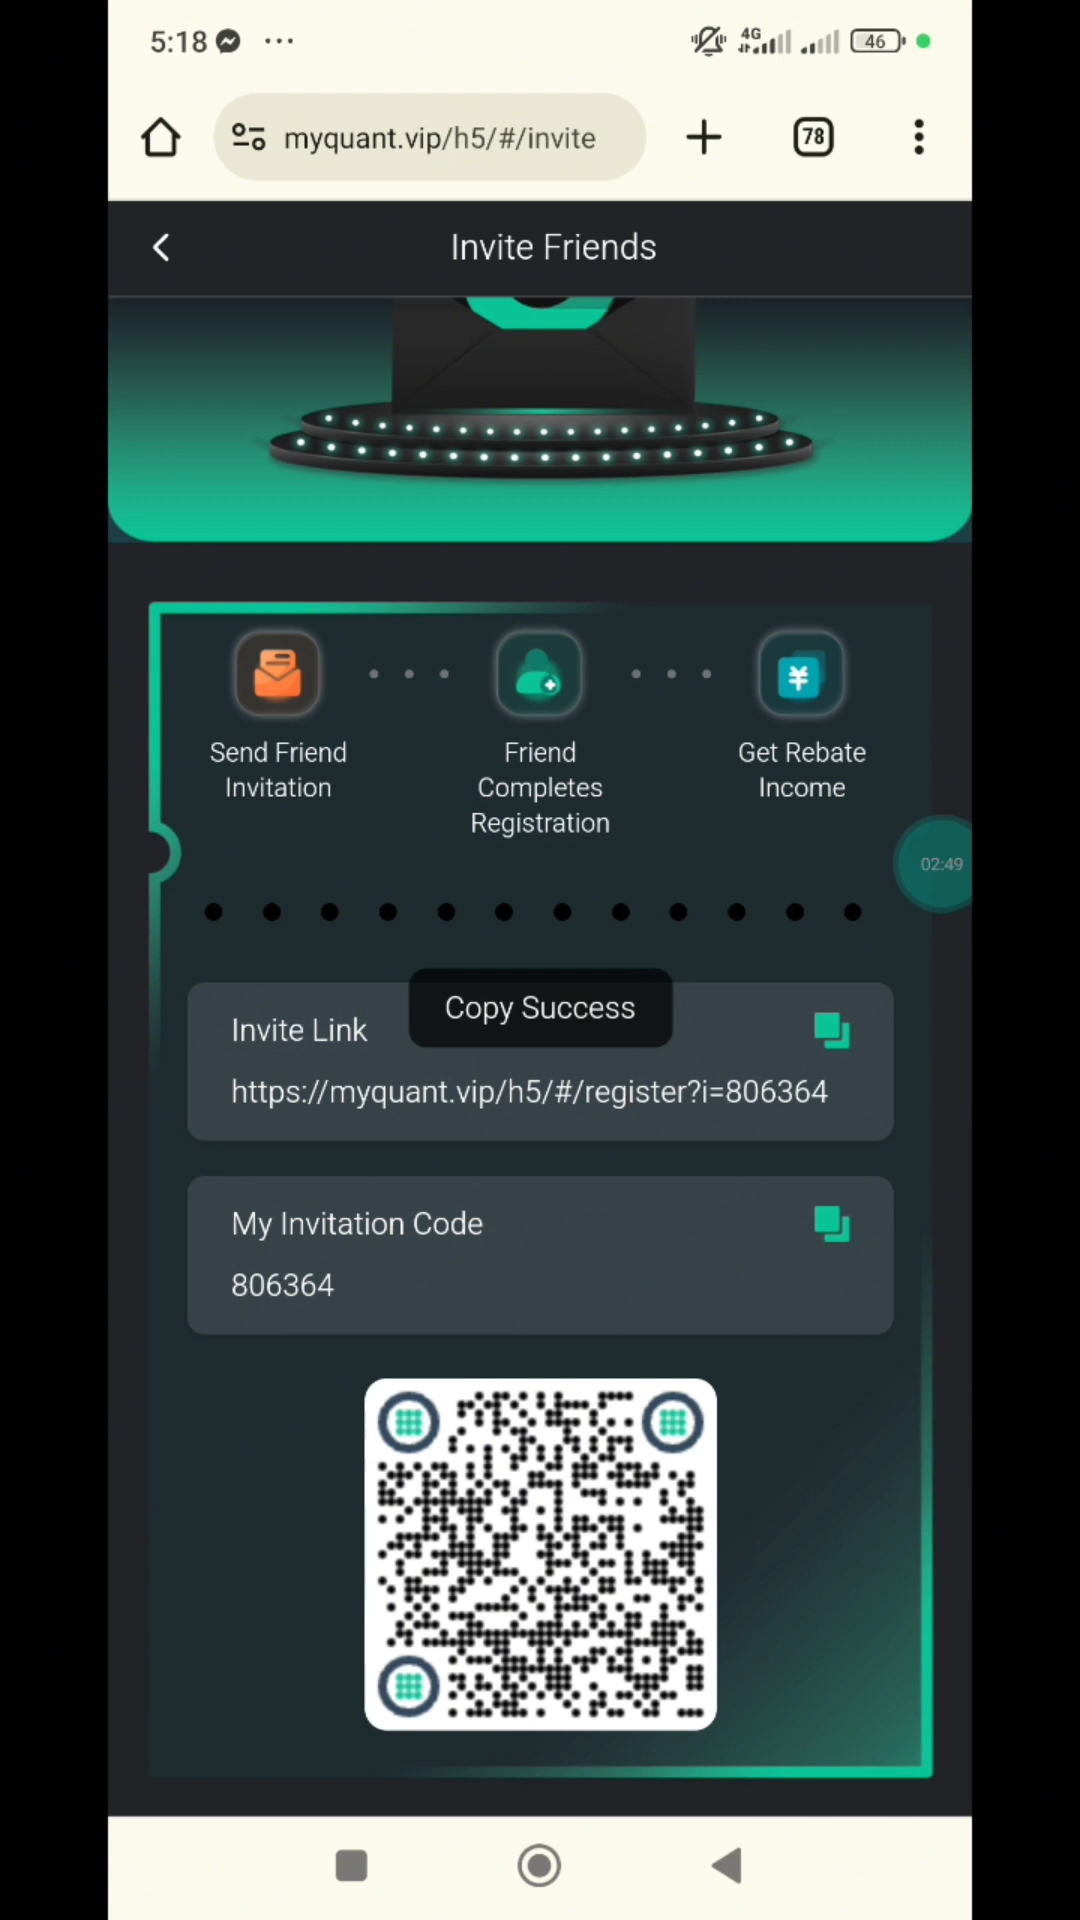 5:18
4G
46
myquant.vip/h5/#/invite
78
Invite Friends
Send Friend
Invitation
Friend
Completes
Registration
¥
Get Rebate
Income
02:49
Copy Success
Invite Link
https://myquant.vip/h5/#/register?i=806364
My Invitation Code
806364